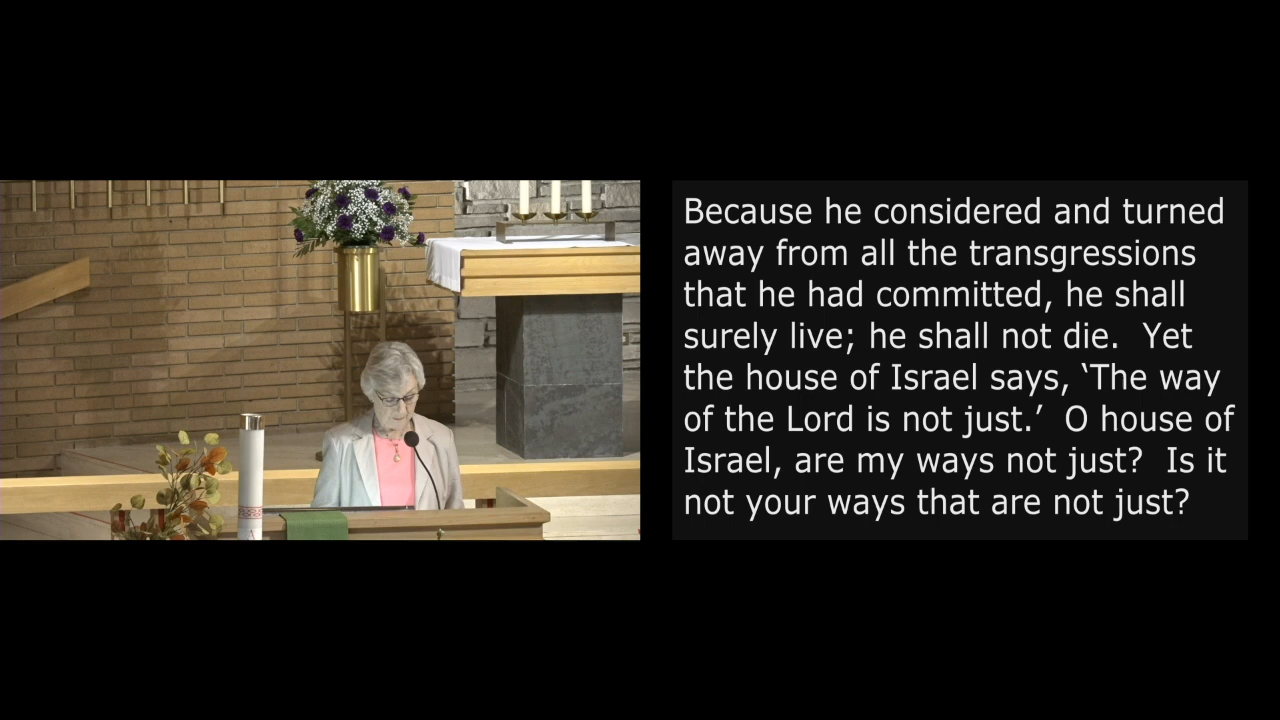 Because he considered and turned
away from all the transgressions
that he had committed, he shall
surely live; he shall not die.  Yet
the house of Israel says, ‘The way
of the Lord is not just.’  O house of
Israel, are my ways not just?  Is it
not your ways that are not just?